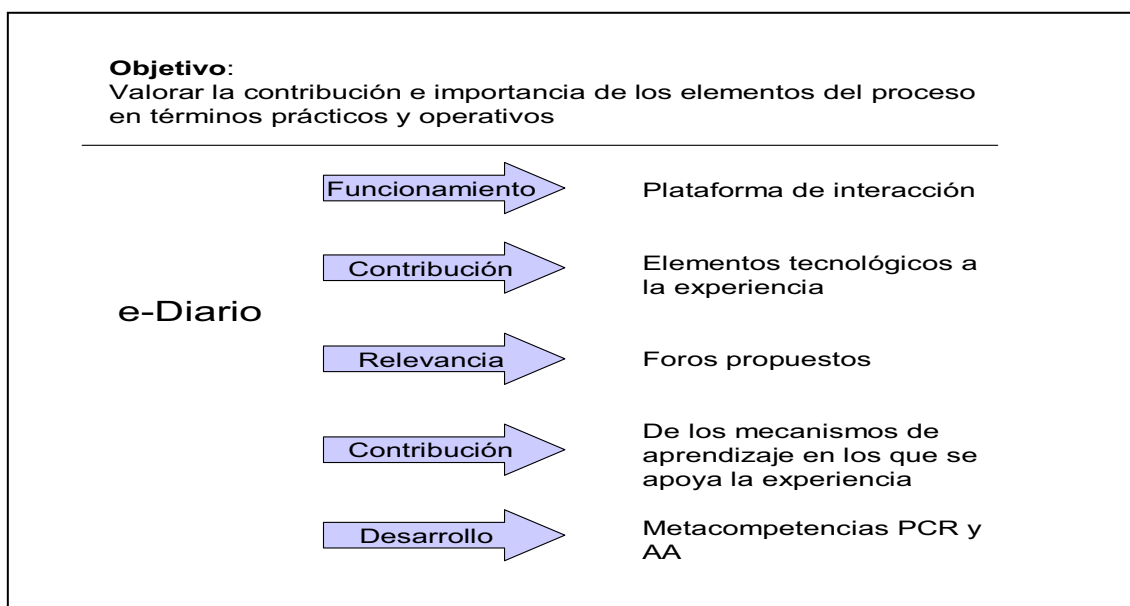 Objetivo:
Valorar la contribución e importancia de los elementos del proceso
en términos prácticos y operativos
Funcionamiento
Plataforma de interacción
Contribución
Elementos tecnológicos a
la experiencia
e-Diario
Relevancia
Foros propuestos
Contribución
De los mecanismos de
aprendizaje en los que se
apoya la experiencia
Desarrollo
Metacompetencias PCR y
AA